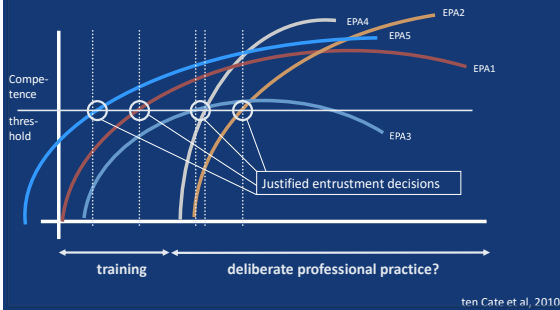 EPA4
EPA2
EPA5
EPA1
Compe-
tence
thres-
hold
EPA3
Justified entrustment decisions
training
deliberate professional practice?
ten Cate et al, 2010